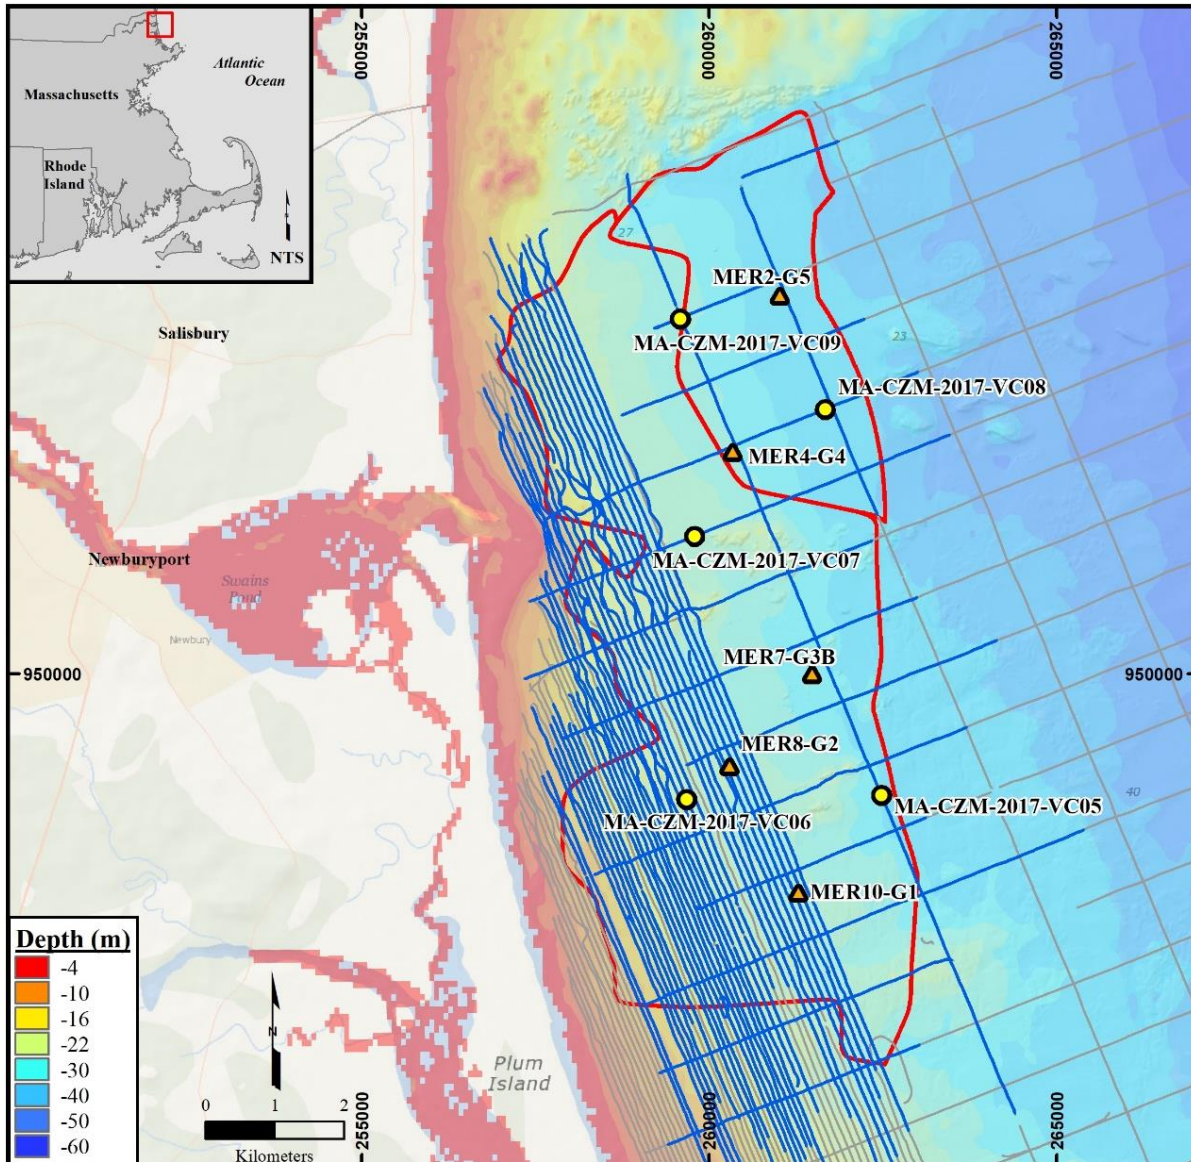 255000
260000
265000
Atlantic
Ocean
Massachusetts
Rhode
Island
NTS
27
MER2-G5
Salisbury
MA-CZM-2017-VC09
23
MA-CZM-2017-VC08
MER4-G4
Newburyport
MA-CZM-2017-VC07
Swains
Pond
Newbury
950000
MER7-G3B
950000
MER8-G2
40
MA-CZM-2017-VC06
MA-CZM-2017-VC05
MER10-G1
Depth (m)
-4
-10
-16
-22
-30
-40
-50
-60
N
Plum
Island
0 1 2
Kilometers
255000
260000
265000